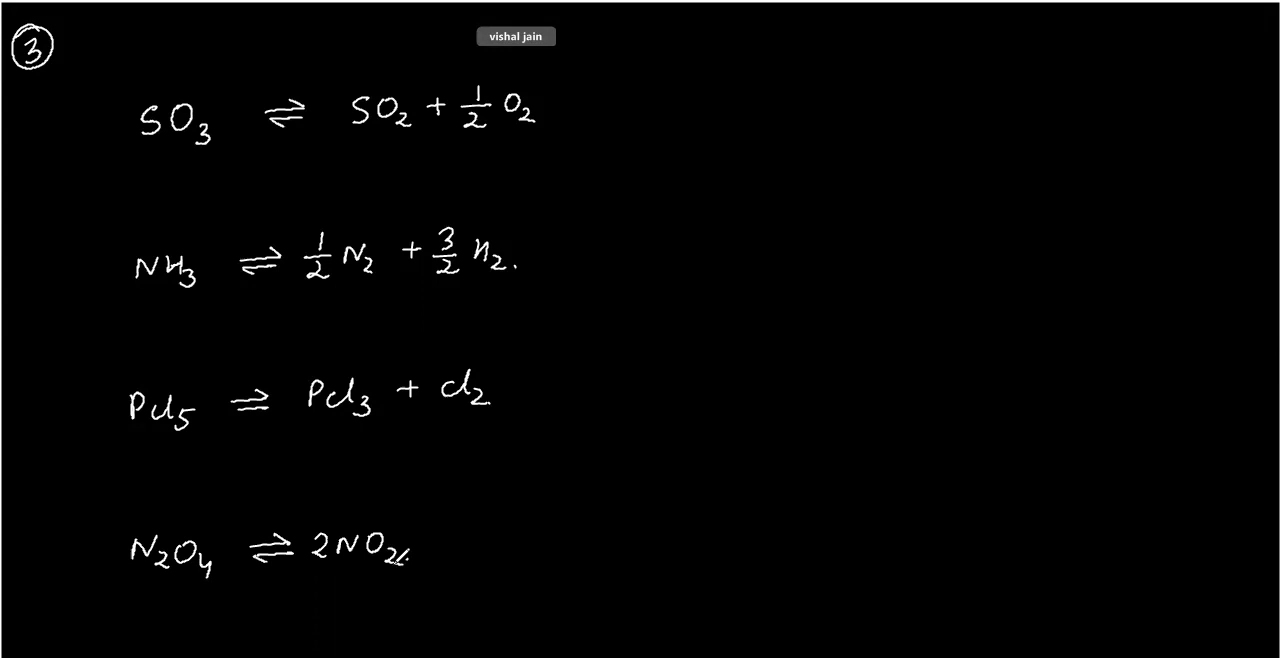 ③
vishal jain
SO₃ ⇌ SO₂ + 1/2 O₂
NH₃ ⇌ 1/2 N₂ + 3/2 H₂.
PCl₅ ⇌ PCl₃ + Cl₂
N₂O₄ ⇌ 2NO₂